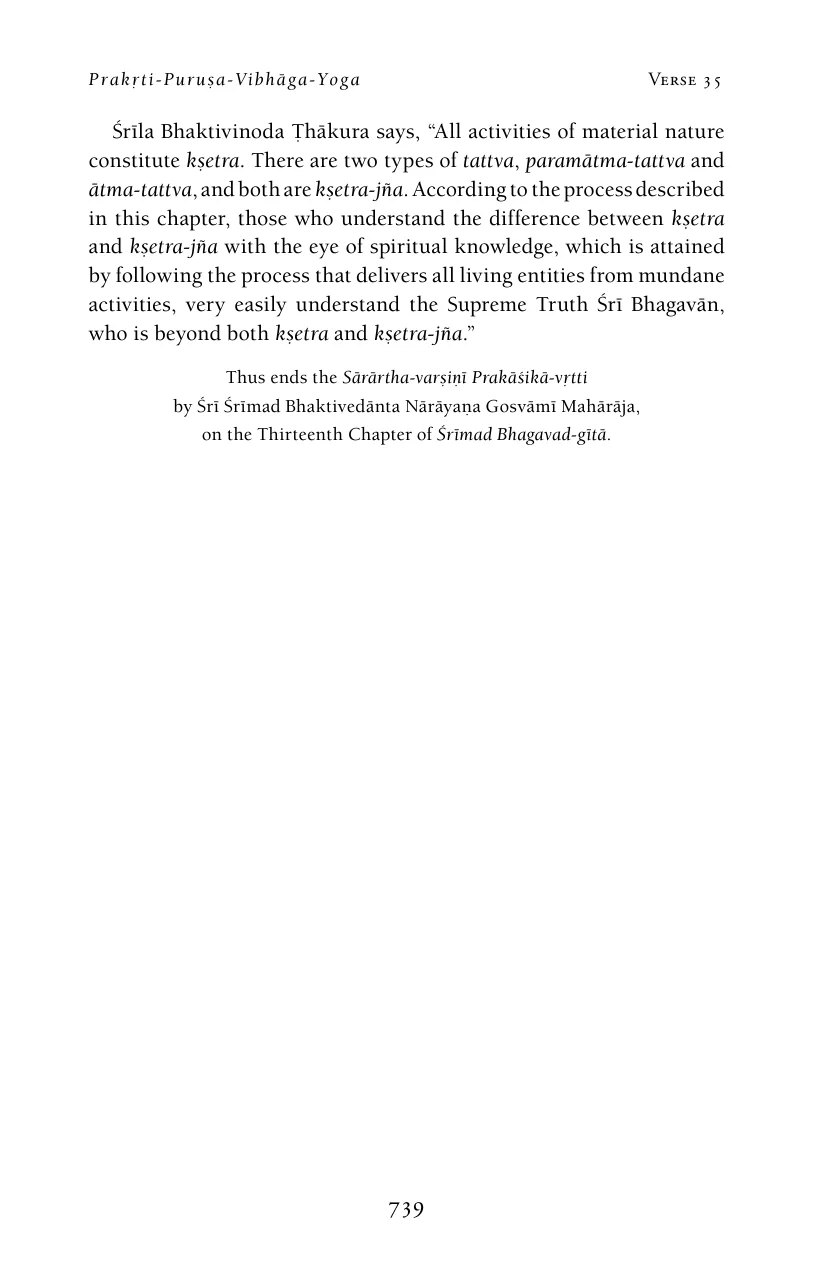 Prakṛti-Puruṣa-Vibhāga-Yoga Verse 35
Śrīla Bhaktivinoda Ṭhākura says, “All activities of material nature
constitute kṣetra. There are two types of tattva, paramātma-tattva and
ātma-tattva, and both are kṣetra-jña. According to the process described
in this chapter, those who understand the difference between kṣetra
and kṣetra-jña with the eye of spiritual knowledge, which is attained
by following the process that delivers all living entities from mundane
activities, very easily understand the Supreme Truth Śrī Bhagavān,
who is beyond both kṣetra and kṣetra-jña.”
Thus ends the Sārārtha-varṣiṇī Prakāśikā-vṛtti
by Śrī Śrīmad Bhaktivedānta Nārāyaṇa Gosvāmī Mahārāja,
on the Thirteenth Chapter of Śrīmad Bhagavad-gītā.
739